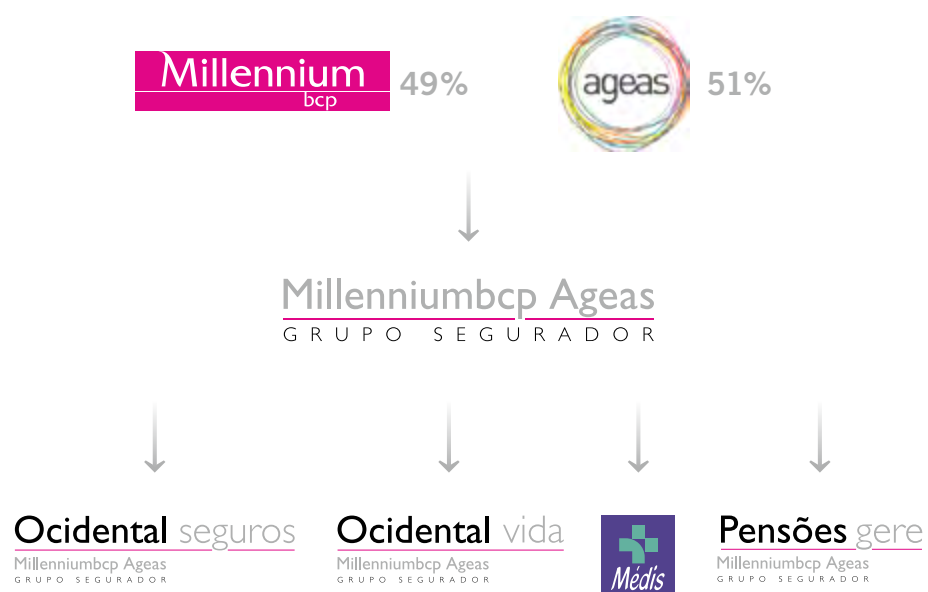 Millennium
bcp
49%
ageas
51%
Millenniumbcp Ageas
GRUPO SEGURADOR
Ocidental seguros
Millenniumbcp Ageas
GRUPO SEGURADOR
Ocidental vida
Millenniumbcp Ageas
GRUPO SEGURADOR
Médis
Pensões gere
Millenniumbcp Ageas
GRUPO SEGURADOR